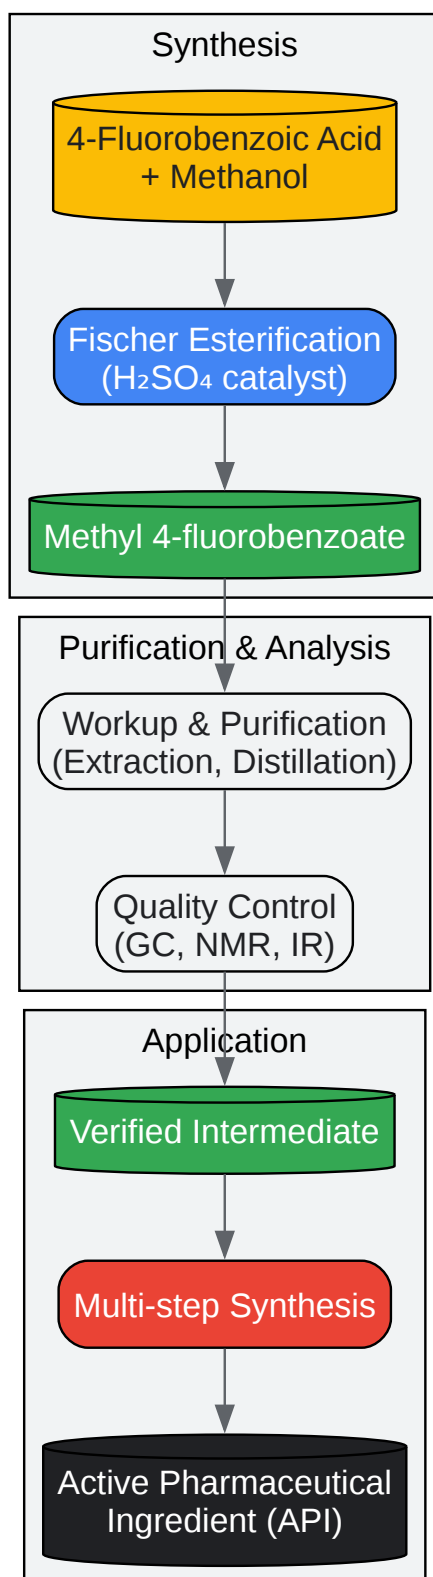 Synthesis
4-Fluorobenzoic Acid
+ Methanol
Fischer Esterification
(H₂SO₄ catalyst)
Methyl 4-fluorobenzoate
Purification & Analysis
Workup & Purification
(Extraction, Distillation)
Quality Control
(GC, NMR, IR)
Application
Verified Intermediate
Multi-step Synthesis
Active Pharmaceutical
Ingredient (API)